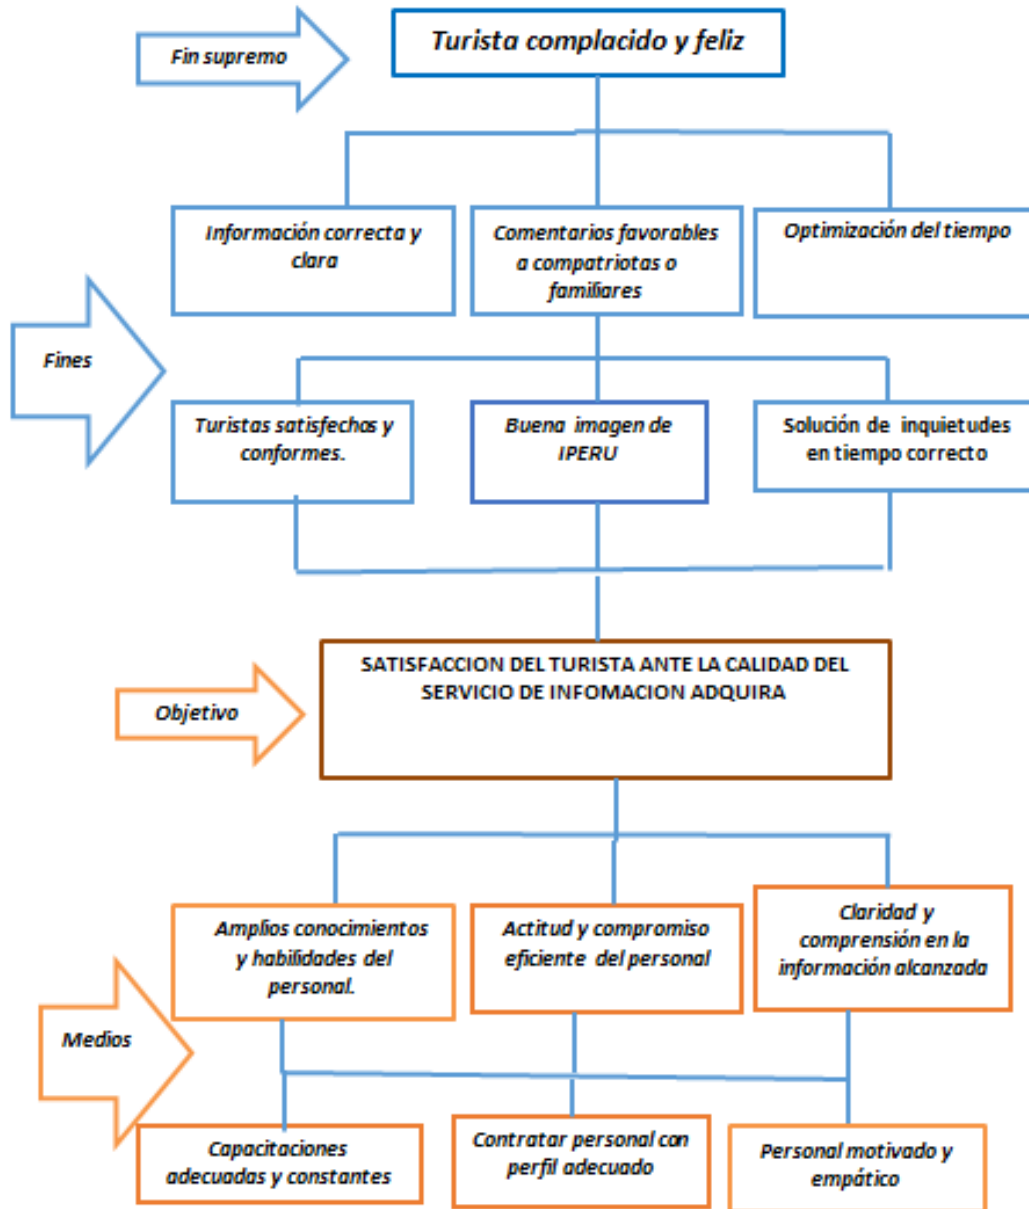 Turista complacido y feliz
Fin supremo
Información correcta y
clara
Comentarios favorables
a compatriotas o
familiares
Optimización del tiempo
Fines
Turistas satisfechos y
conformes.
Buena imagen de
IPERU
Solución de inquietudes
en tiempo correcto
SATISFACCION DEL TURISTA ANTE LA CALIDAD DEL
SERVICIO DE INFOMACION ADQUIRA
Objetivo
Amplios conocimientos
y habilidades del
personal.
Actitud y compromiso
eficiente del personal
Claridad y
comprensión en la
información alcanzada
Medios
Capacitaciones
adecuadas y constantes
Contratar personal con
perfil adecuado
Personal motivado y
empático